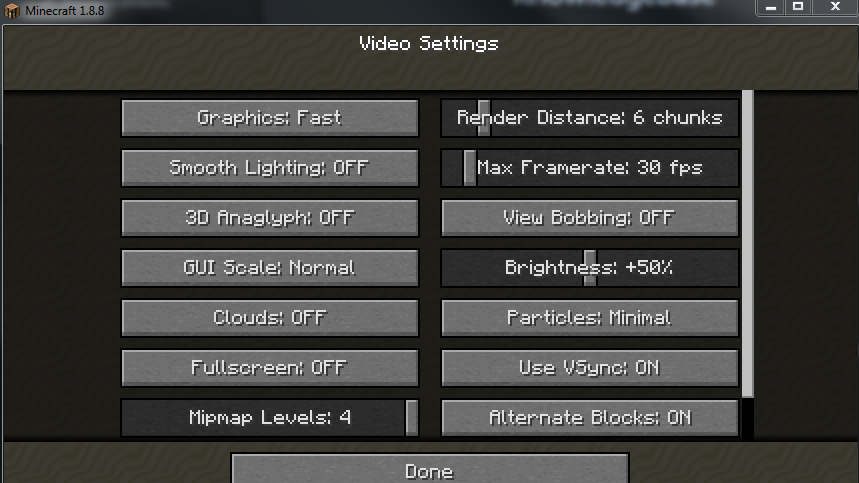 Minecraft 1.8.8
Video Settings
Graphics: Fast
Render Distance: 6 chunks
Smooth Lighting: OFF
Max Framerate: 30 fps
3D Anaglyph: OFF
View Bobbing: OFF
GUI Scale: Normal
Brightness: +50%
Clouds: OFF
Particles: Minimal
Fullscreen: OFF
Use VSync: ON
Mipmap Levels: 4
Alternate Blocks: ON
Done